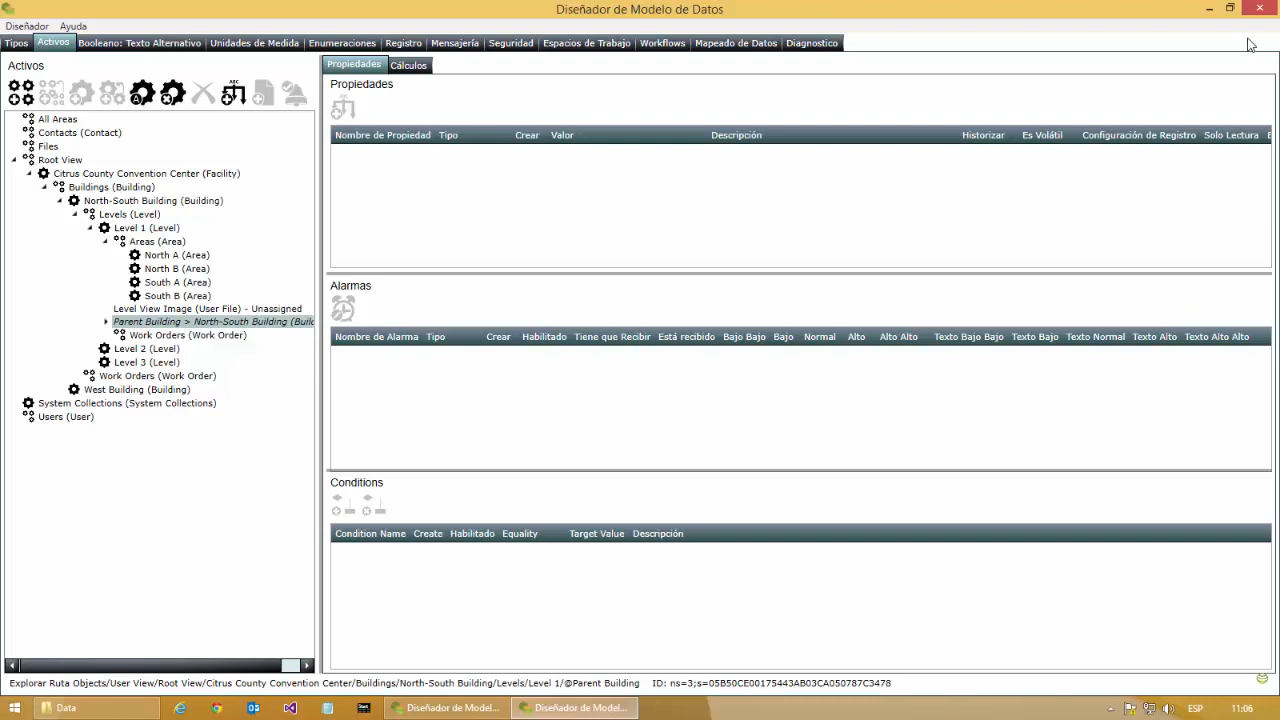 Diseñador de Modelo de Datos
Diseñador Ayuda
Tipos Activos Booleano: Texto Alternativo Unidades de Medida Enumeraciones Registro Mensajería Seguridad Espacios de Trabajo Workflows Mapeado de Datos Diagnostico
Activos
All Areas
Contacts (Contact)
Files
Root View
Citrus County Convention Center (Facility)
Buildings (Building)
North-South Building (Building)
Levels (Level)
Level 1 (Level)
Areas (Area)
North A (Area)
North B (Area)
South A (Area)
South B (Area)
Level View Image (User File) - Unassigned
Parent Building > North-South Building (Buil
Work Orders (Work Order)
Level 2 (Level)
Level 3 (Level)
Work Orders (Work Order)
West Building (Building)
System Collections (System Collections)
Users (User)
Propiedades Cálculos
Propiedades
Nombre de Propiedad Tipo Crear Valor Descripción Historizar Es Volátil Configuración de Registro Solo Lectura E
Alarmas
Nombre de Alarma Tipo Crear Habilitado Tiene que Recibir Está recibido Bajo Bajo Bajo Normal Alto Alto Alto Texto Bajo Bajo Texto Bajo Texto Normal Texto Alto Texto Alto Alto
Conditions
Condition Name Create Habilitado Equality Target Value Descripción
Explorar Ruta Objects/User View/Root View/Citrus County Convention Center/Buildings/North-South Building/Levels/Level 1/@Parent Building ID: ns=3;s=05B50CE00175443AB03CA050787C3478
Data Diseñador de Model... Diseñador de Model... ESP 11:06